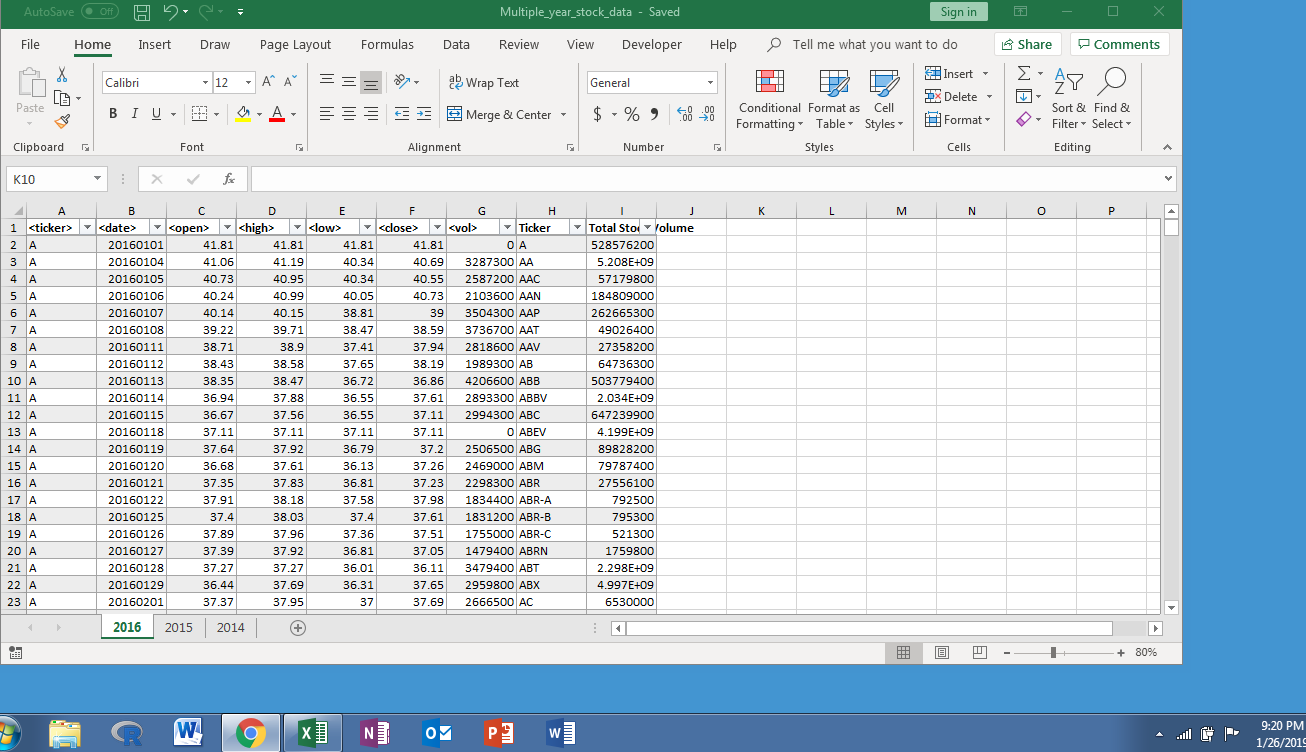 AutoSave Off Multiple_year_stock_data - Saved Sign in
File Home Insert Draw Page Layout Formulas Data Review View Developer Help Tell me what you want to do Share Comments
Paste
Calibri 12
B I U
A
ab Wrap Text
Merge & Center
General
$ % 9
Conditional Formatting
Format as Table
Cell Styles
Insert
Delete
Format
Sort & Filter
Find & Select
Clipboard Font Alignment Number Styles Cells Editing
K10 fx
A B C D E F G H I J K L M N O P
1 <ticker> <date> <open> <high> <low> <close> <vol> Ticker Total Stoc Volume
2 A 20160101 41.81 41.81 41.81 41.81 0 A 528576200
3 A 20160104 41.06 41.19 40.34 40.69 3287300 AA 5.208E+09
4 A 20160105 40.73 40.95 40.34 40.55 2587200 AAC 57179800
5 A 20160106 40.24 40.99 40.05 40.73 2103600 AAN 184809000
6 A 20160107 40.14 40.15 38.81 39 3504300 AAP 262665300
7 A 20160108 39.22 39.71 38.47 38.59 3736700 AAT 49026400
8 A 20160111 38.71 38.9 37.41 37.94 2818600 AAV 27358200
9 A 20160112 38.43 38.58 37.65 38.19 1989300 AB 64736300
10 A 20160113 38.35 38.47 36.72 36.86 4206600 ABB 503779400
11 A 20160114 36.94 37.88 36.55 37.61 2893300 ABBV 2.034E+09
12 A 20160115 36.67 37.56 36.55 37.11 2994300 ABC 647239900
13 A 20160118 37.11 37.11 37.11 37.11 0 ABEV 4.199E+09
14 A 20160119 37.64 37.92 36.79 37.2 2506500 ABG 89828200
15 A 20160120 36.68 37.61 36.13 37.26 2469000 ABM 79787400
16 A 20160121 37.35 37.83 36.81 37.23 2298300 ABR 27556100
17 A 20160122 37.91 38.18 37.58 37.98 1834400 ABR-A 792500
18 A 20160125 37.4 38.03 37.4 37.61 1831200 ABR-B 795300
19 A 20160126 37.89 37.96 37.36 37.51 1755000 ABR-C 521300
20 A 20160127 37.39 37.92 36.81 37.05 1479400 ABRN 1759800
21 A 20160128 37.27 37.27 36.01 36.11 3479400 ABT 2.298E+09
22 A 20160129 36.44 37.69 36.31 37.65 2959800 ABX 4.997E+09
23 A 20160201 37.37 37.95 37 37.69 2666500 AC 6530000
2016 2015 2014
80%
9:20 PM
1/26/2019